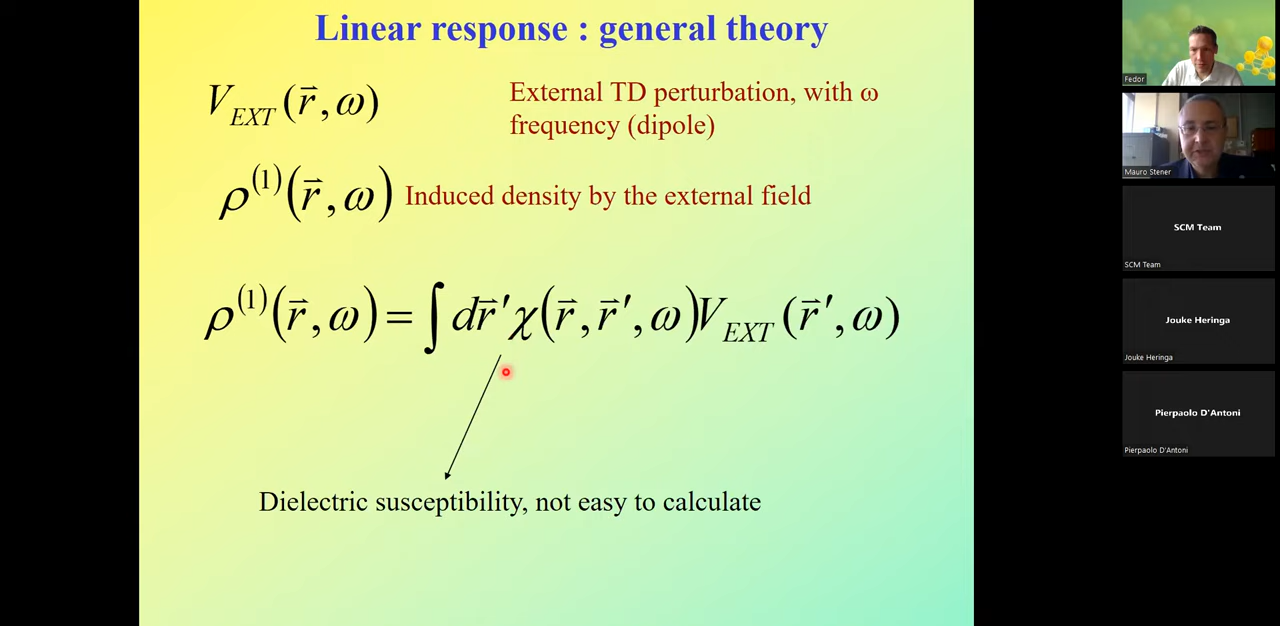 Linear response : general theory
V_EXT (r⃗, ω)
External TD perturbation, with ω
frequency (dipole)
ρ^(1)(r⃗, ω) Induced density by the external field
ρ^(1)(r⃗, ω) = ∫ dr⃗′ χ(r⃗, r⃗′, ω) V_EXT (r⃗′, ω)
Dielectric susceptibility, not easy to calculate
Fedor
Mauro Stener
SCM Team
SCM Team
Jouke Heringa
Jouke Heringa
Pierpaolo D'Antoni
Pierpaolo D'Antoni